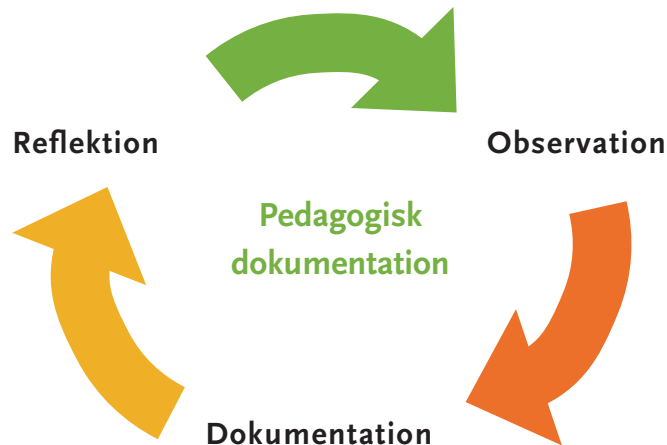 Reflektion
Observation
Pedagogisk
dokumentation
Dokumentation